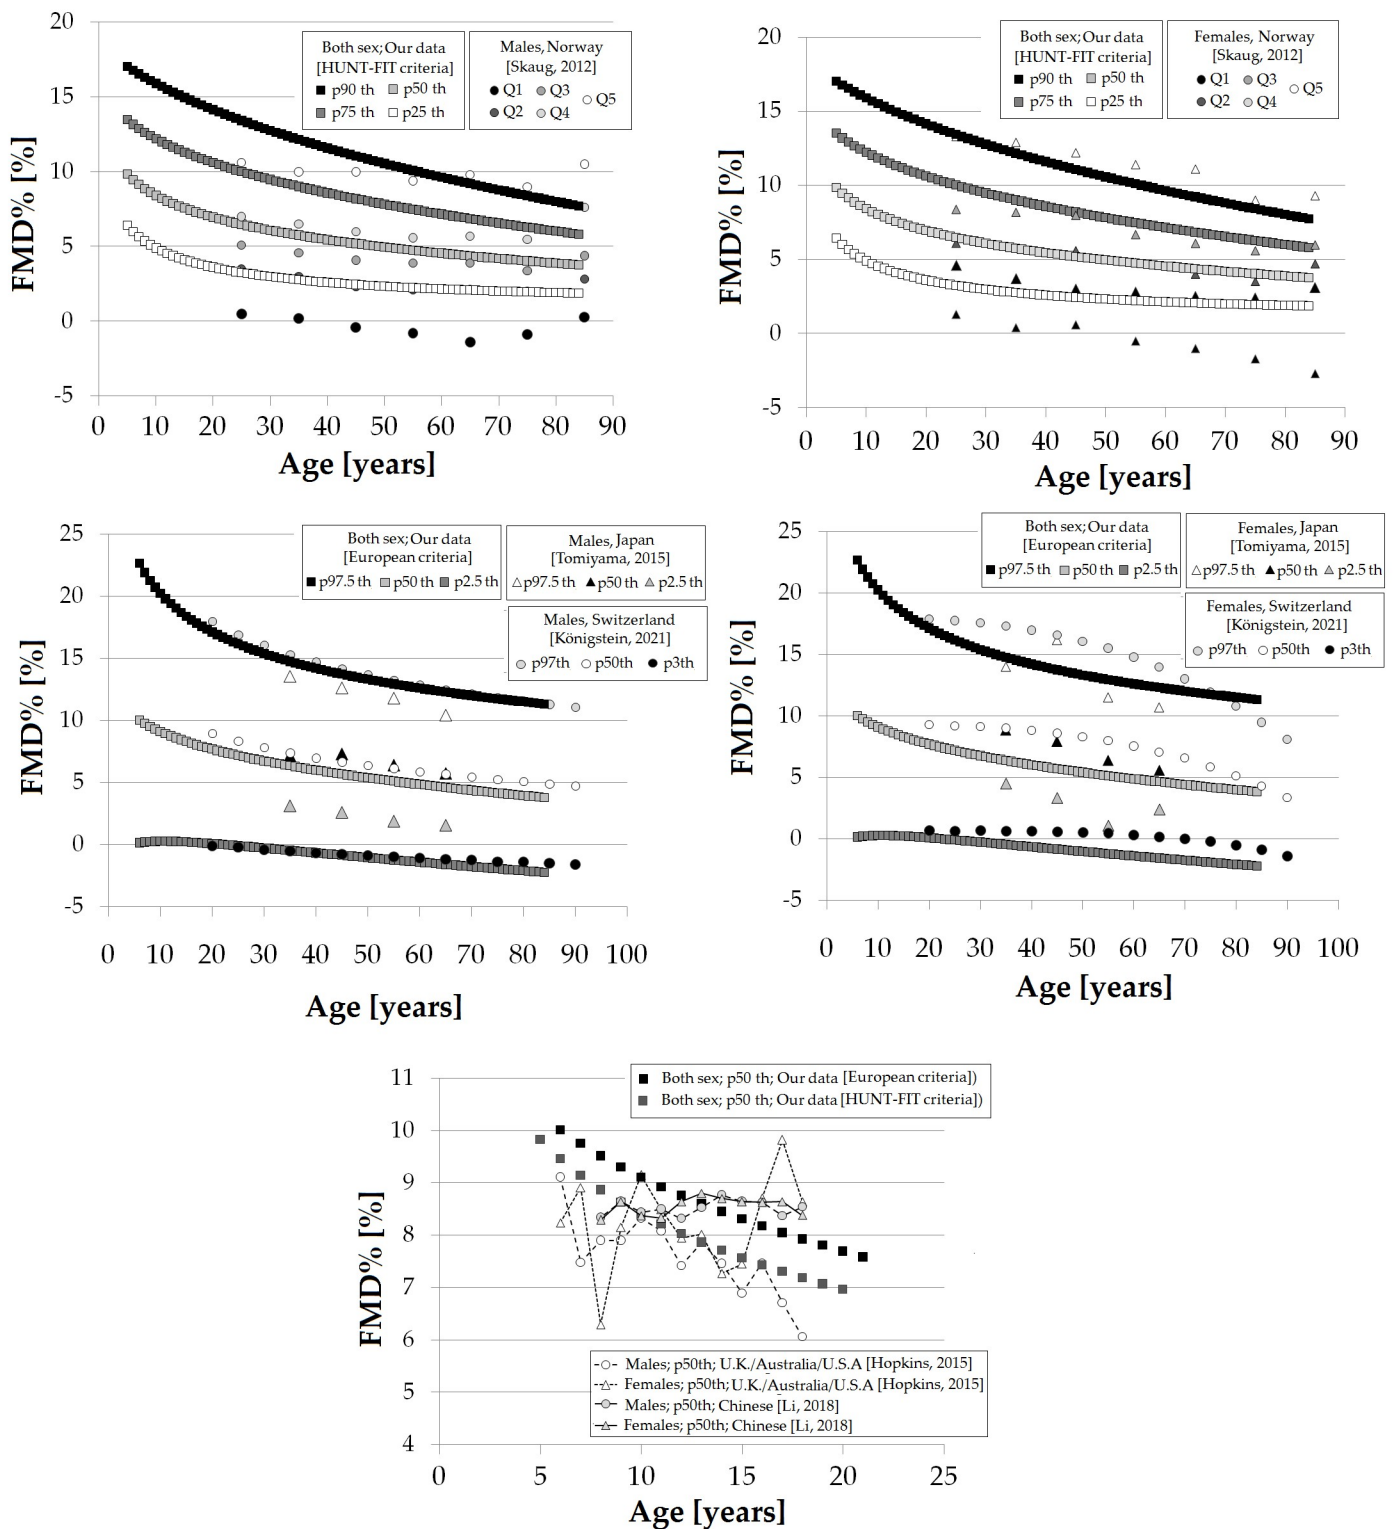 Both sex; Our data
[HUNT-FIT criteria]
p90 th
p50 th
p75 th
p25 th
Males, Norway
[Skaug, 2012]
Q1
Q3
Q5
Q2
Q4
20
15
10
5
0
-5
FMD% [%]
0 10 20 30 40 50 60 70 80 90
Age [years]
Both sex; Our data
[HUNT-FIT criteria]
p90 th
p50 th
p75 th
p25 th
Females, Norway
[Skaug, 2012]
Q1
Q3
Q5
Q2
Q4
20
15
10
5
0
-5
FMD% [%]
0 10 20 30 40 50 60 70 80 90
Age [years]
Both sex; Our data
[European criteria]
p97.5 th p50 th p2.5 th
Males, Japan
[Tomiyama, 2015]
p97.5 th p50 th p2.5 th
Males, Switzerland
[Königstein, 2021]
p97th p50th p3th
25
20
15
10
5
0
-5
FMD% [%]
0 10 20 30 40 50 60 70 80 90 100
Age [years]
Both sex; Our data
[European criteria]
p97.5 th p50 th p2.5 th
Females, Japan
[Tomiyama, 2015]
p97.5 th p50 th p2.5 th
Females, Switzerland
[Königstein, 2021]
p97th p50th p3th
25
20
15
10
5
0
-5
FMD% [%]
0 10 20 30 40 50 60 70 80 90 100
Age [years]
Both sex; p50 th; Our data [European criteria])
Both sex; p50 th; Our data [HUNT-FIT criteria])
11
10
9
8
7
6
5
4
FMD% [%]
Males; p50th; U.K./Australia/U.S.A [Hopkins, 2015]
Females; p50th; U.K./Australia/U.S.A [Hopkins, 2015]
Males; p50th; Chinese [Li, 2018]
Females; p50th; Chinese [Li, 2018]
0 5 10 15 20 25
Age [years]